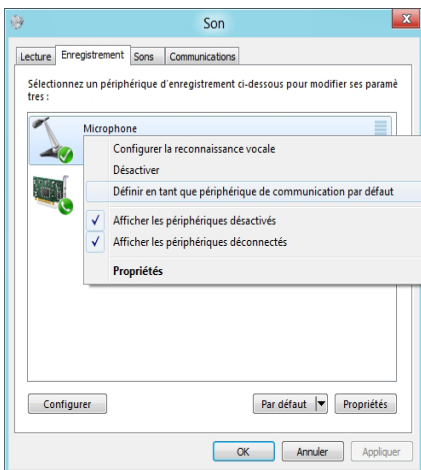 Son
Lecture Enregistrement Sons Communications
Sélectionnez un périphérique d'enregistrement ci-dessous pour modifier ses paramè
tres :
Microphone
Configurer la reconnaissance vocale
Désactiver
Définir en tant que périphérique de communication par défaut
Afficher les périphériques désactivés
Afficher les périphériques déconnectés
Propriétés
Configurer Par défaut Propriétés
OK Annuler Appliquer